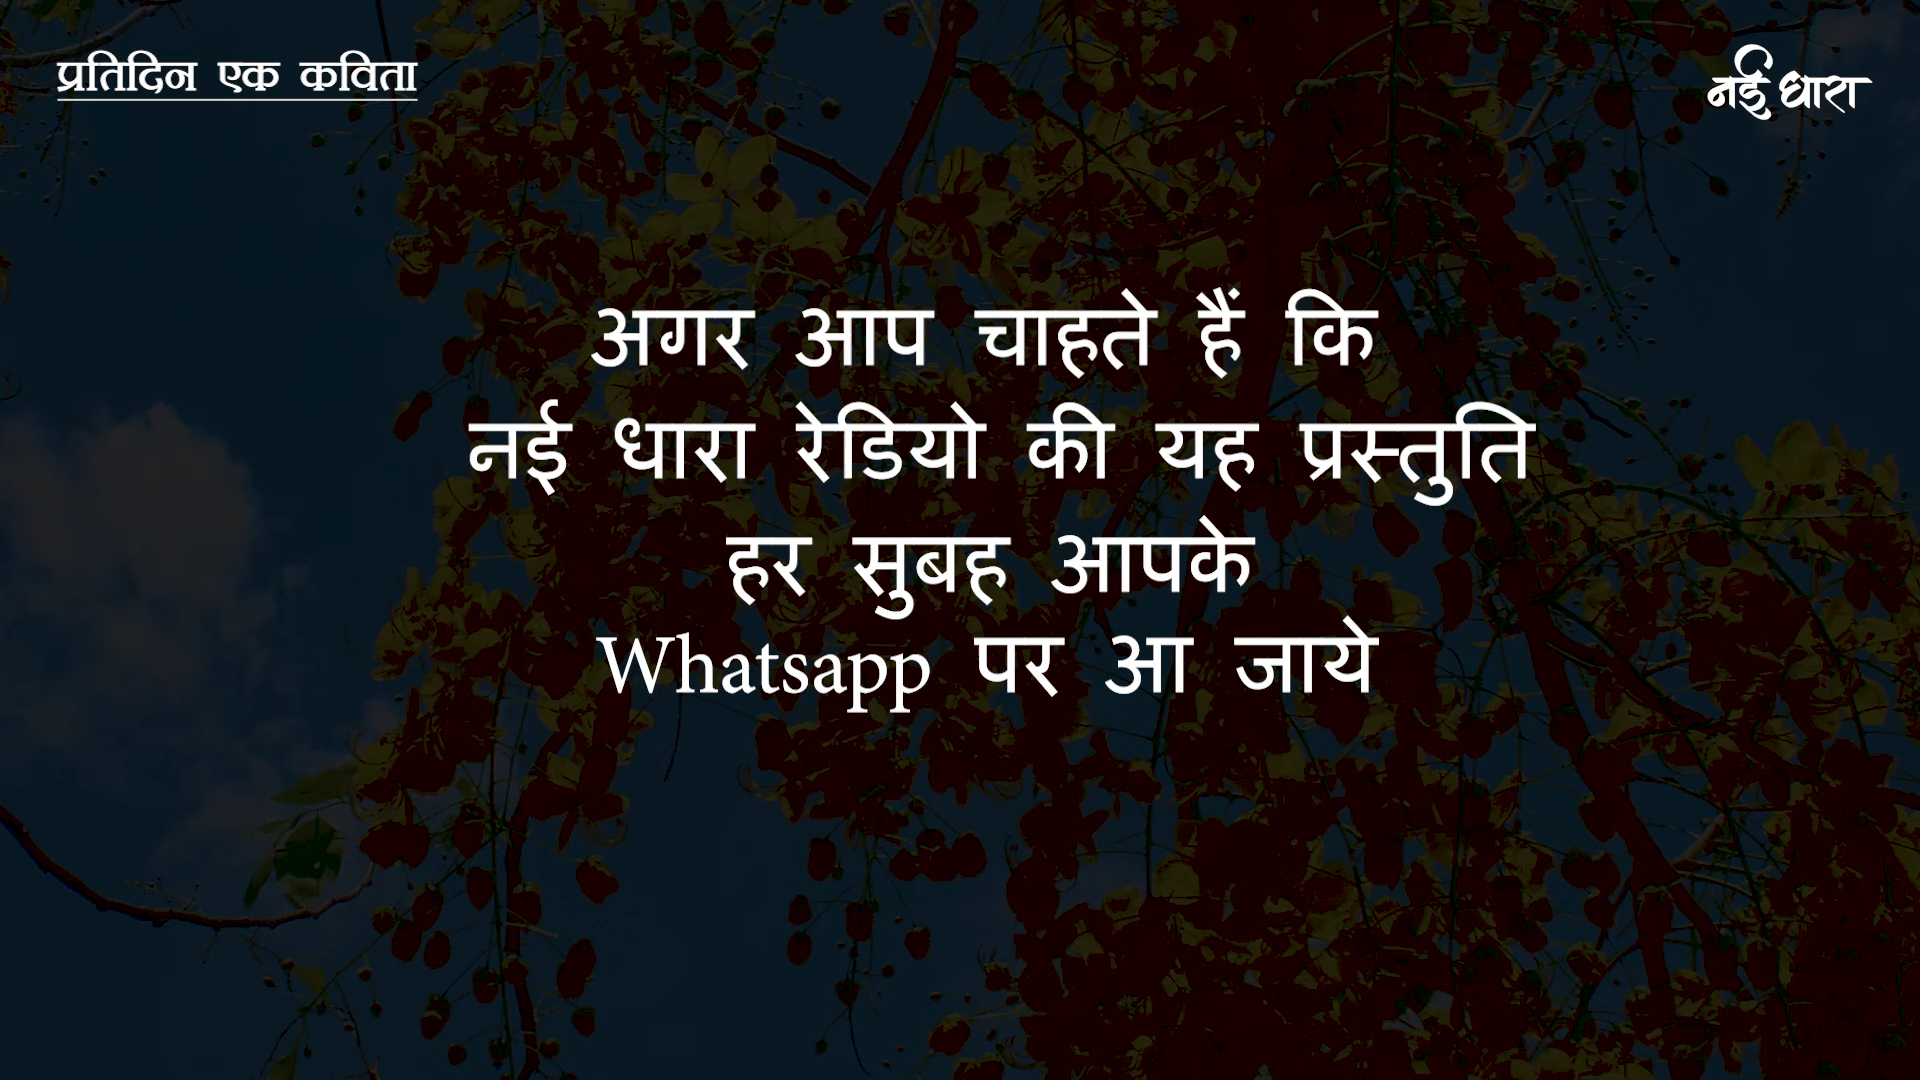 प्रतिदिन एक कविता
नई धारा
अगर आप चाहते हैं कि
नई धारा रेडियो की यह प्रस्तुति
हर सुबह आपके
Whatsapp पर आ जाये